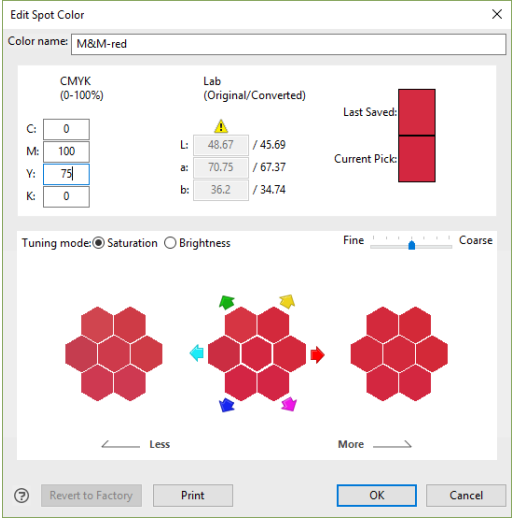 Edit Spot Color
Color name: M&M-red
CMYK
(0-100%)
Lab
(Original/Converted)
Last Saved:
C: 0
M: 100
Y: 75
K: 0
L: 48.67 / 45.69
a: 70.75 / 67.37
b: 36.2 / 34.74
Current Pick:
Tuning mode: Saturation Brightness
Fine Coarse
Less
More
? Revert to Factory Print OK Cancel